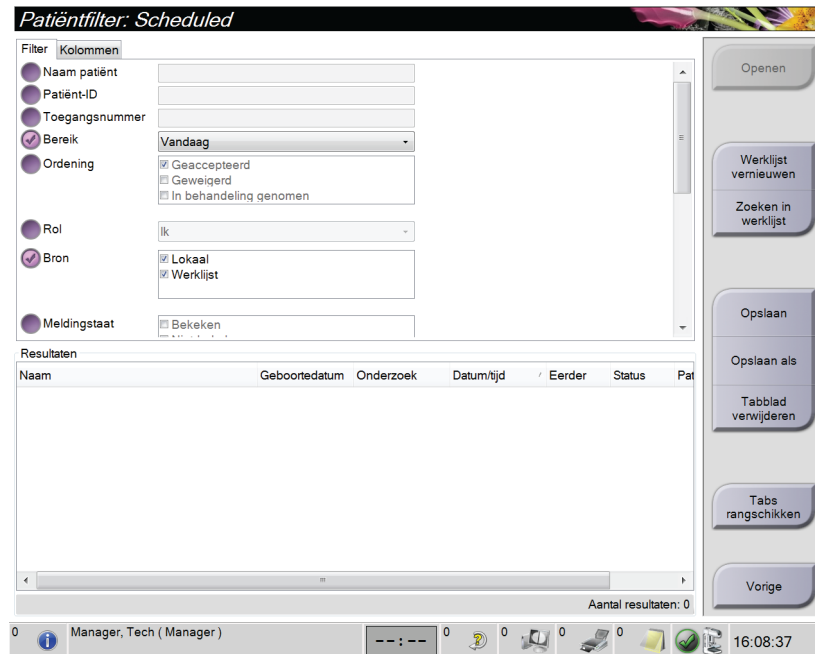 Patiëntfilter: Scheduled
Filter Kolommen
Naam patiënt
Patiënt-ID
Toegangsnummer
Bereik Vandaag
Ordening Geaccepteerd
Geweigerd
In behandeling genomen
Rol Ik
Bron Lokaal
Werklijst
Meldingstaat Bekeken
Resultaten
Naam Geboortedatum Onderzoek Datum/tijd Eerder Status Pat
Aantal resultaten: 0
Openen
Werklijst
vernieuwen
Zoeken in
werklijst
Opslaan
Opslaan als
Tabblad
verwijderen
Tabs
rangschikken
Vorige
0 Manager, Tech ( Manager ) --:-- 0 0 0 0 16:08:37